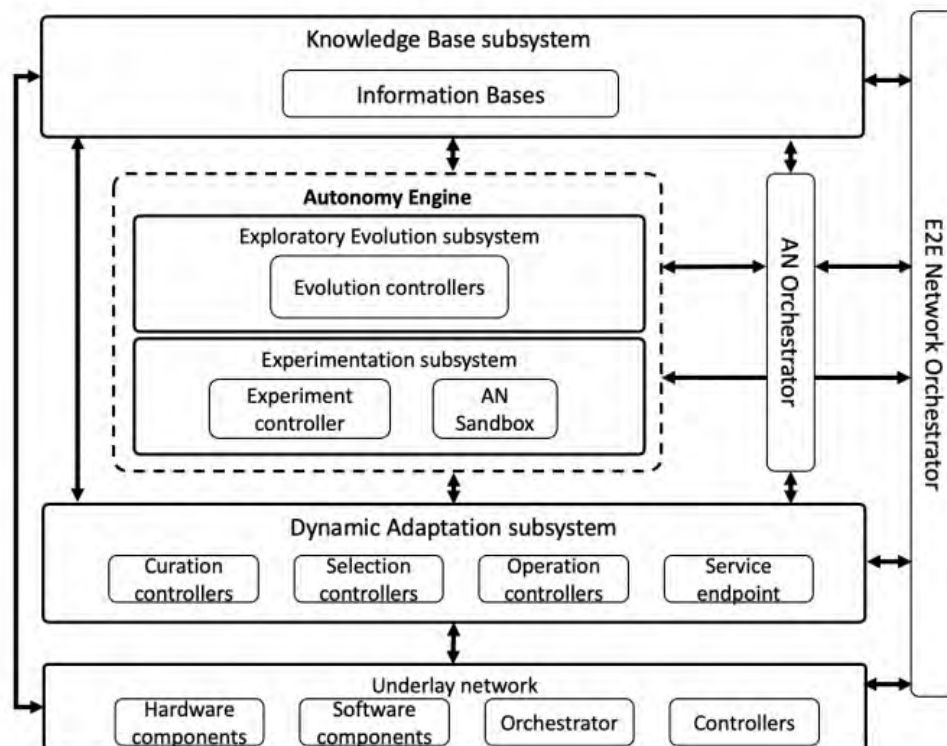 Knowledge Base subsystem
Information Bases
Autonomy Engine
Exploratory Evolution subsystem
Evolution controllers
Experimentation subsystem
Experiment
controller
AN
Sandbox
AN Orchestrator
E2E Network Orchestrator
Dynamic Adaptation subsystem
Curation
controllers
Selection
controllers
Operation
controllers
Service
endpoint
Underlay network
Hardware
components
Software
components
Orchestrator
Controllers